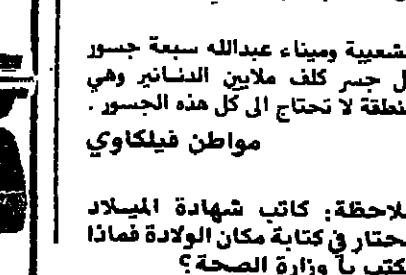 شعيبية وميناء عبدالله سبعة جسور
ل جسر كلف ملايين الدنانير وهي
نطقة لا تحتاج الى كل هذه الجسور .
مواطن فيلكاوي
لاحظة: كاتب شهادة الميلاد
حتار في كتابة مكان الولادة فماذا
كتب يا وزارة الصحة؟